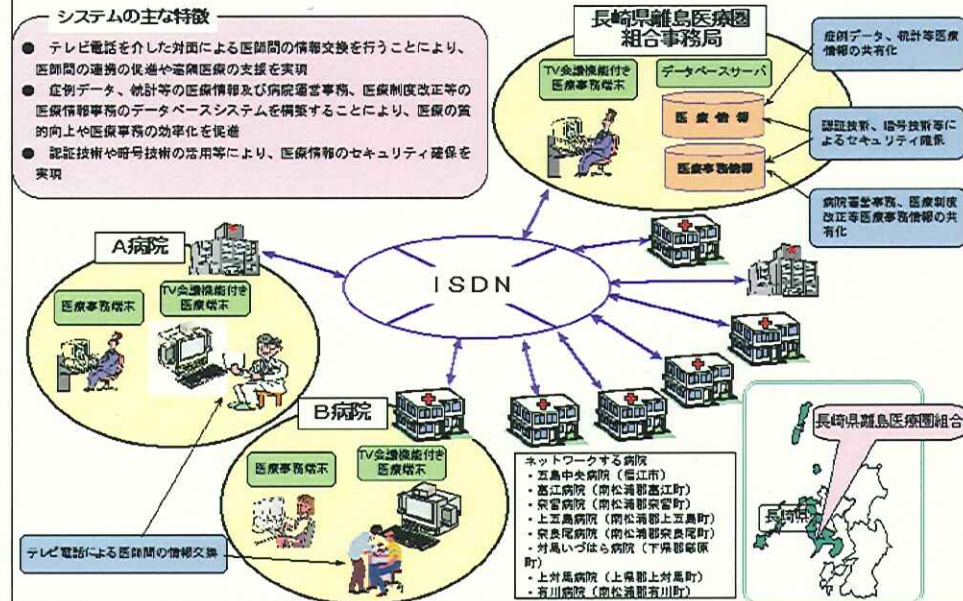 システムの主な特徴
● テレビ電話を介した対面による医師間の情報交換を行うことにより、
医師間の連携の促進や遠隔医療の支援を実現
● 症例データ、統計等の医療情報及び病院運営事務、医療制度改正等の
医療情報事務のデータベースシステムを構築することにより、医療の質
的向上や医療事務の効率化を促進
● 認証技術や暗号技術の活用等により、医療情報のセキュリティ確保を
実現
長崎県離島医療圏
組合事務局
TV会議機能付き
医療事務端末
データベースサーバ
医療情報
医療事務情報
症例データ、統計等医療
情報の共有化
認証技術、暗号技術等に
よるセキュリティ確保
病院運営事務、医療制度
改正等医療事務情報の共
有化
ISDN
A病院
医療事務端末
TV会議機能付き
医療端末
B病院
医療事務端末
TV会議機能付き
医療端末
テレビ電話による医師間の情報交換
ネットワークする病院
・五島中央病院(福江市)
・富江病院(南松浦郡富江町)
・奈留病院(南松浦郡奈留町)
・上五島病院(南松浦郡上五島町)
・奈良尾病院(南松浦郡奈良尾町)
・対馬いづはら病院(下県郡厳原
町)
・上対馬病院(上県郡上対馬町)
・有川病院(南松浦郡有川町)
長崎県離島医療圏組合
長崎県